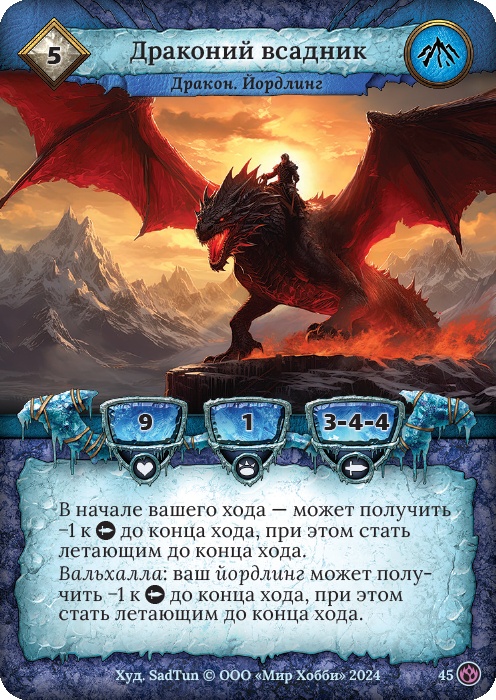 5
Драконий всадник
Дракон. Йордлинг
9
1
3-4-4
В начале вашего хода — может получить
−1 к до конца хода, при этом стать
летающим до конца хода.
Вальхалла: ваш йордлинг может полу-
чить −1 к до конца хода, при этом
стать летающим до конца хода.
Худ. SadTun © ООО «Мир Хобби» 2024
45